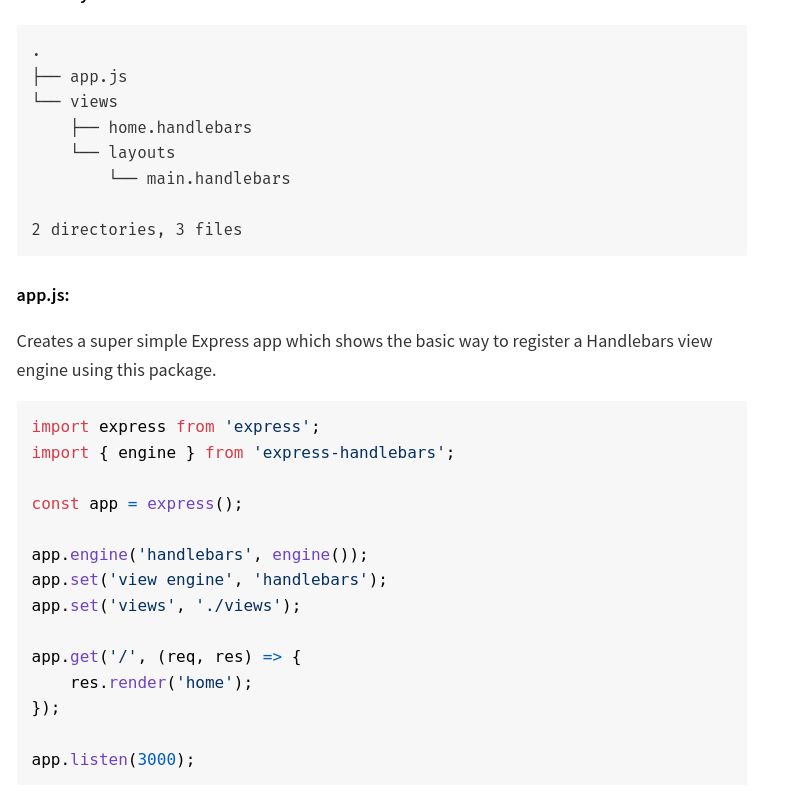 .
├── app.js
└── views
    ├── home.handlebars
    └── layouts
        └── main.handlebars

2 directories, 3 files
app.js:
Creates a super simple Express app which shows the basic way to register a Handlebars view
engine using this package.
import express from 'express';
import { engine } from 'express-handlebars';

const app = express();

app.engine('handlebars', engine());
app.set('view engine', 'handlebars');
app.set('views', './views');

app.get('/', (req, res) => {
    res.render('home');
});

app.listen(3000);